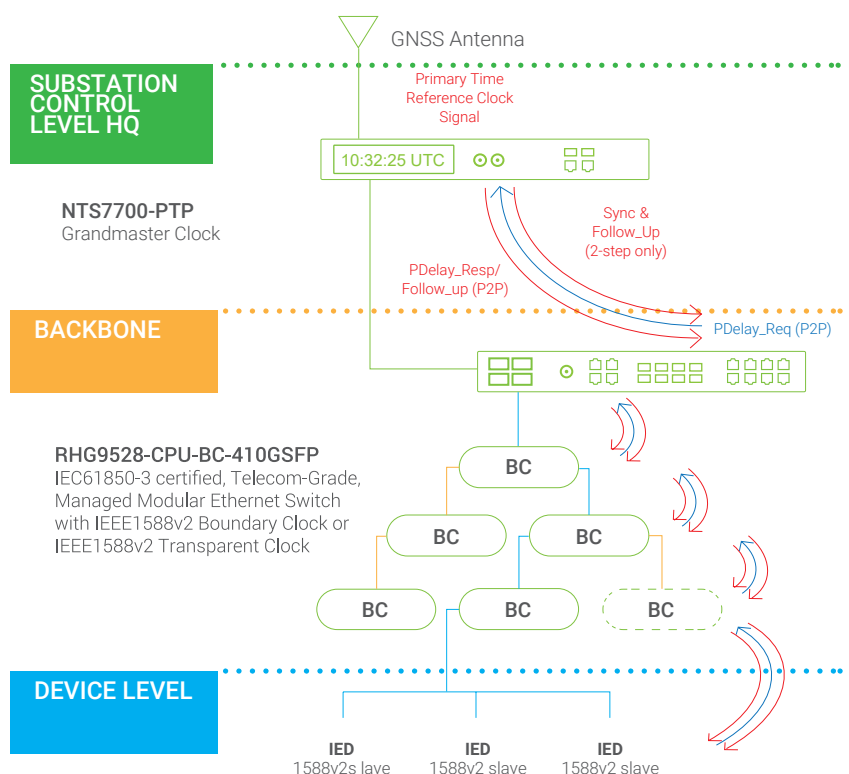 GNSS Antenna
SUBSTATION
CONTROL
LEVEL HQ
Primary Time
Reference Clock
Signal
10:32:25 UTC
NTS7700-PTP
Grandmaster Clock
Sync &
Follow_Up
(2-step only)
PDelay_Resp/
Follow_up (P2P)
BACKBONE
PDelay_Req (P2P)
RHG9528-CPU-BC-410GSFP
IEC61850-3 certified, Telecom-Grade,
Managed Modular Ethernet Switch
with IEEE1588v2 Boundary Clock or
IEEE1588v2 Transparent Clock
BC
BC
BC
BC
BC
BC
DEVICE LEVEL
IED
1588v2s lave
IED
1588v2 slave
IED
1588v2 slave